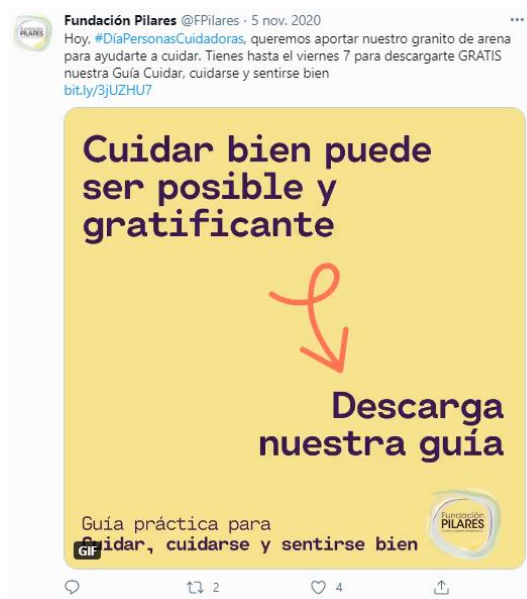 Fundación Pilares @FPilares · 5 nov. 2020
Hoy, #DíaPersonasCuidadoras, queremos aportar nuestro granito de arena
para ayudarte a cuidar. Tienes hasta el viernes 7 para descargarte GRATIS
nuestra Guía Cuidar, cuidarse y sentirse bien
bit.ly/3jUZHU7
Cuidar bien puede
ser posible y
gratificante
Descarga
nuestra guía
Guía práctica para
Cuidar, cuidarse y sentirse bien
GIF
Fundación
PILARES
2
4